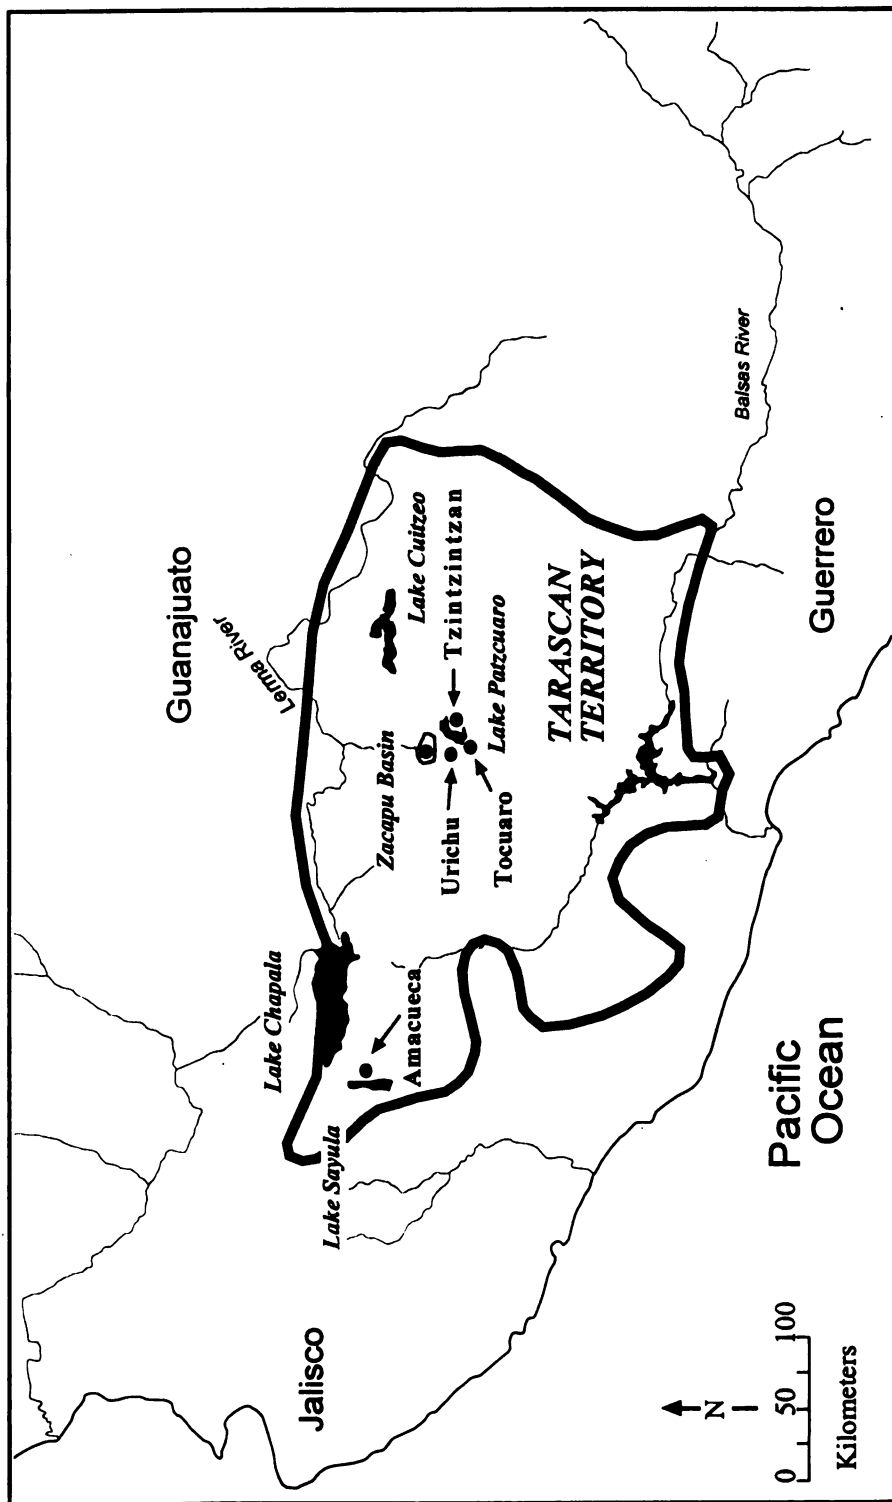 Guanajuato
Lerma River
Lake Chapala
Jalisco
Lake Sayula
Zacapu Basin
Amacueca
Lake Cuitzeo
Urichu
Tzintzintzan
Lake Patzcuaro
Tocuaro
TARASCAN
TERRITORY
N
Balsas River
Pacific
Ocean
0 50 100
Guerrero
Kilometers